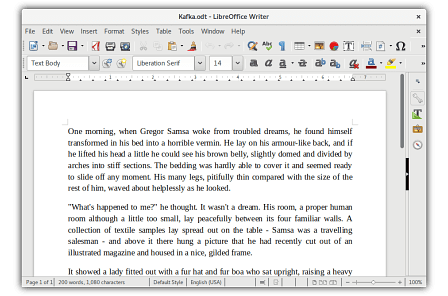 Kafka.odt - LibreOffice Writer
File Edit View Insert Format Styles Table Tools Window Help
Text Body Liberation Serif 14
One morning, when Gregor Samsa woke from troubled dreams, he found himself
transformed in his bed into a horrible vermin. He lay on his armour-like back, and if
he lifted his head a little he could see his brown belly, slightly domed and divided by
arches into stiff sections. The bedding was hardly able to cover it and seemed ready
to slide off any moment. His many legs, pitifully thin compared with the size of the
rest of him, waved about helplessly as he looked.
"What's happened to me?" he thought. It wasn't a dream. His room, a proper human
room although a little too small, lay peacefully between its four familiar walls. A
collection of textile samples lay spread out on the table - Samsa was a travelling
salesman - and above it there hung a picture that he had recently cut out of an
illustrated magazine and housed in a nice, gilded frame.
It showed a lady fitted out with a fur hat and fur boa who sat upright, raising a heavy
Page 1 of 1 200 words, 1,080 characters Default Style English (USA) 100%